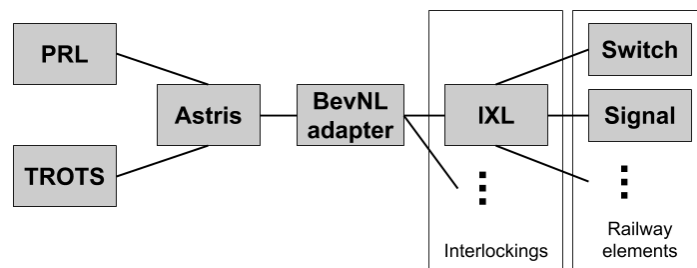 PRL
TROTS
Astris
BevNL
adapter
IXL
Interlockings
Switch
Signal
Railway
elements